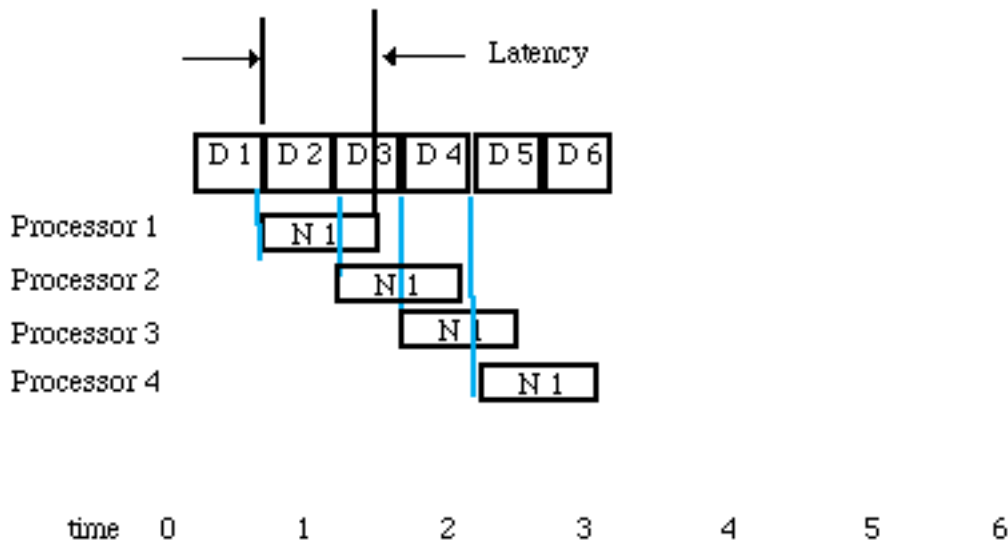 Latency
D 1 D 2 D 3 D 4 D 5 D 6
Processor 1 N 1
Processor 2 N 1
Processor 3 N 1
Processor 4 N 1
time 0 1 2 3 4 5 6